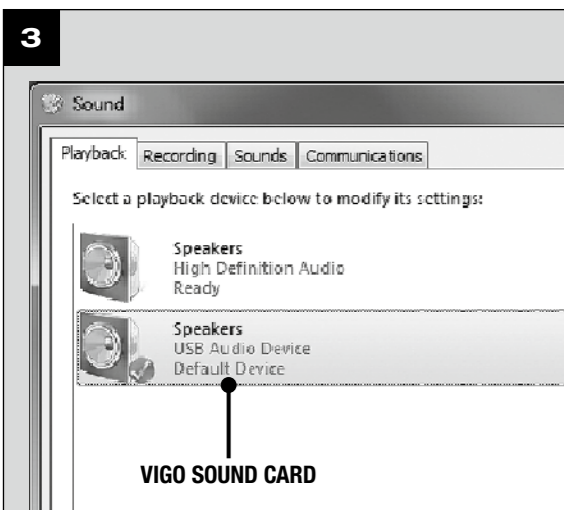 3
Sound
Playback Recording Sounds Communications
Select a playback device below to modify its settings:
Speakers
High Definition Audio
Ready
Speakers
USB Audio Device
Default Device
VIGO SOUND CARD